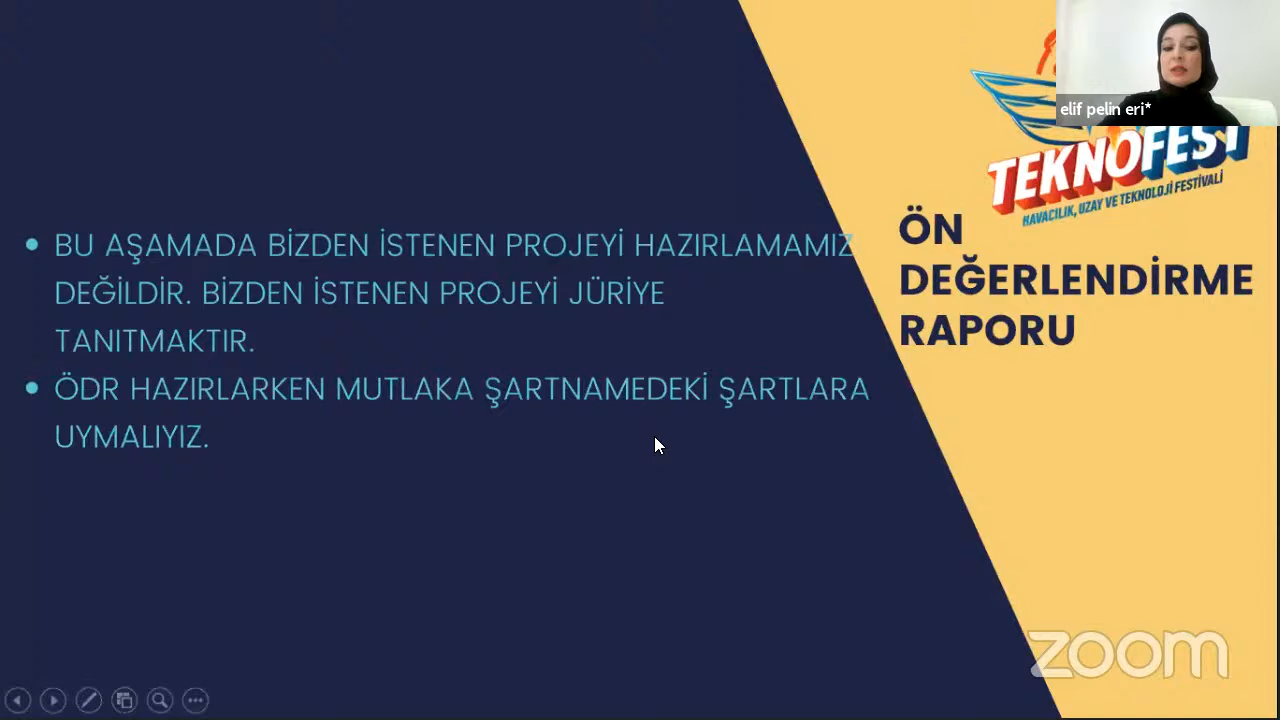 elif pelin eri*
TEKNOFEST
HAVACILIK, UZAY VE TEKNOLOJİ FESTİVALİ
ÖN
DEĞERLENDİRME
RAPORU
• BU AŞAMADA BİZDEN İSTENEN PROJEYİ HAZIRLAMAMIZ
DEĞİLDİR. BİZDEN İSTENEN PROJEYİ JÜRİYE
TANITMAKTIR.
• ÖDR HAZIRLARKEN MUTLAKA ŞARTNAMEDEKİ ŞARTLARA
UYMALIYIZ.
zoom